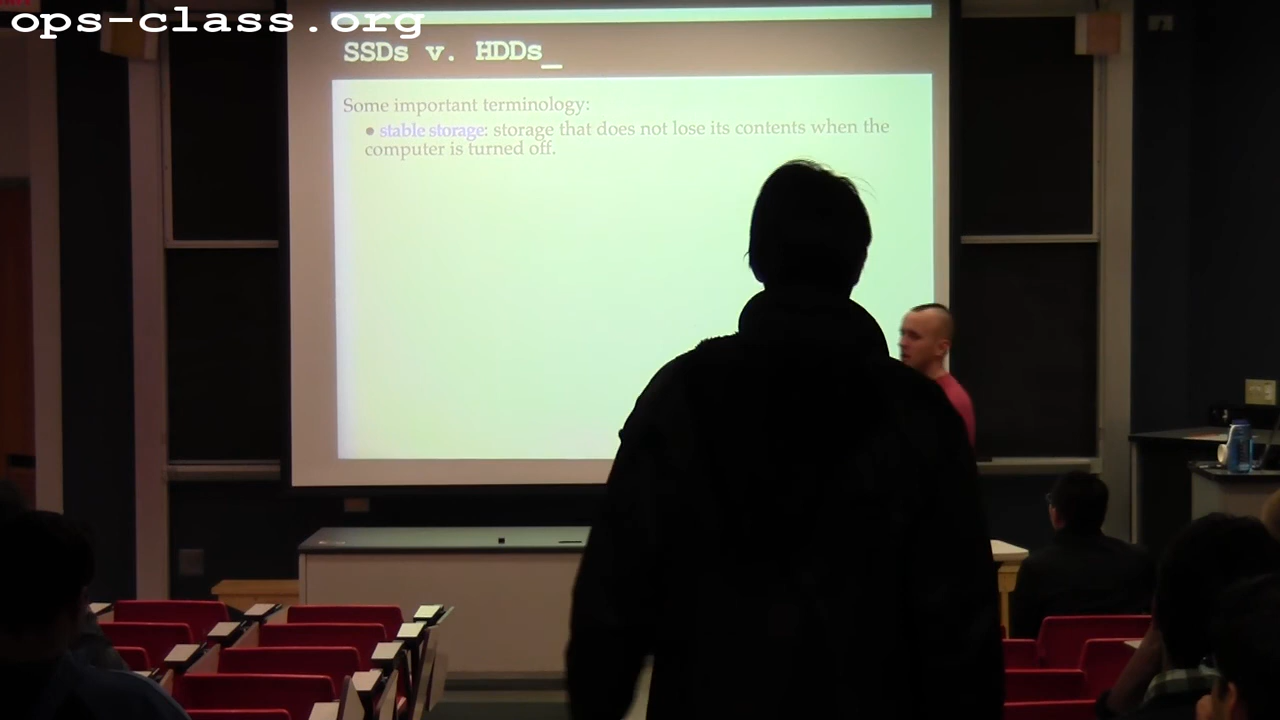 ops-class.org
SSDs v. HDDs_
Some important terminology:
• stable storage: storage that does not lose its contents when the
computer is turned off.